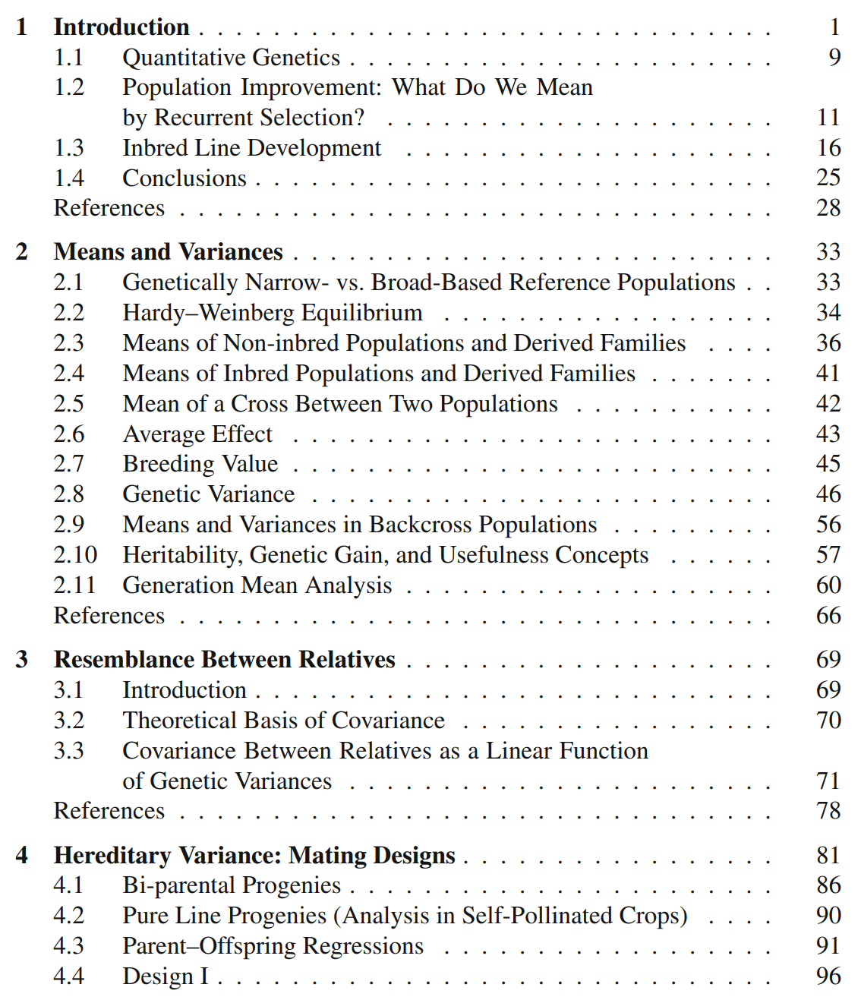 1 Introduction . . . . . . . . . . . . . . . . . . . . . . . . . . . . . . . 1
1.1 Quantitative Genetics . . . . . . . . . . . . . . . . . . . . . . . 9
1.2 Population Improvement: What Do We Mean
by Recurrent Selection? . . . . . . . . . . . . . . . . . . . . . 11
1.3 Inbred Line Development . . . . . . . . . . . . . . . . . . . . 16
1.4 Conclusions . . . . . . . . . . . . . . . . . . . . . . . . . . . . 25
References . . . . . . . . . . . . . . . . . . . . . . . . . . . . . . . . 28
2 Means and Variances . . . . . . . . . . . . . . . . . . . . . . . . . . 33
2.1 Genetically Narrow- vs. Broad-Based Reference Populations . . 33
2.2 Hardy–Weinberg Equilibrium . . . . . . . . . . . . . . . . . . 34
2.3 Means of Non-inbred Populations and Derived Families . . . . 36
2.4 Means of Inbred Populations and Derived Families . . . . . . . 41
2.5 Mean of a Cross Between Two Populations . . . . . . . . . . . 42
2.6 Average Effect . . . . . . . . . . . . . . . . . . . . . . . . . . 43
2.7 Breeding Value . . . . . . . . . . . . . . . . . . . . . . . . . . 45
2.8 Genetic Variance . . . . . . . . . . . . . . . . . . . . . . . . . 46
2.9 Means and Variances in Backcross Populations . . . . . . . . . 56
2.10 Heritability, Genetic Gain, and Usefulness Concepts . . . . . . 57
2.11 Generation Mean Analysis . . . . . . . . . . . . . . . . . . . . 60
References . . . . . . . . . . . . . . . . . . . . . . . . . . . . . . . . 66
3 Resemblance Between Relatives . . . . . . . . . . . . . . . . . . . . 69
3.1 Introduction . . . . . . . . . . . . . . . . . . . . . . . . . . . . 69
3.2 Theoretical Basis of Covariance . . . . . . . . . . . . . . . . . 70
3.3 Covariance Between Relatives as a Linear Function
of Genetic Variances . . . . . . . . . . . . . . . . . . . . . . . 71
References . . . . . . . . . . . . . . . . . . . . . . . . . . . . . . . . 78
4 Hereditary Variance: Mating Designs . . . . . . . . . . . . . . . . . 81
4.1 Bi-parental Progenies . . . . . . . . . . . . . . . . . . . . . . . 86
4.2 Pure Line Progenies (Analysis in Self-Pollinated Crops) . . . . 90
4.3 Parent–Offspring Regressions . . . . . . . . . . . . . . . . . . 91
4.4 Design I . . . . . . . . . . . . . . . . . . . . . . . . . . . . . . 96